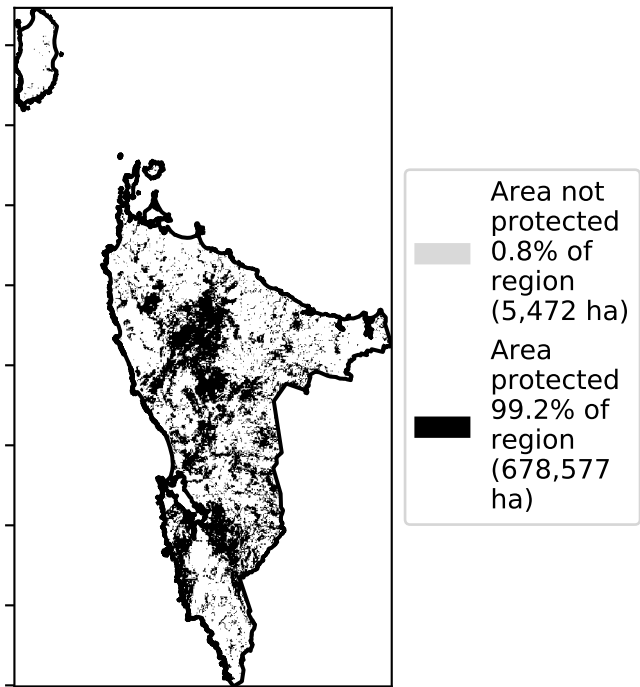 Area not
protected
0.8% of
region
(5,472 ha)
Area
protected
99.2% of
region
(678,577
ha)